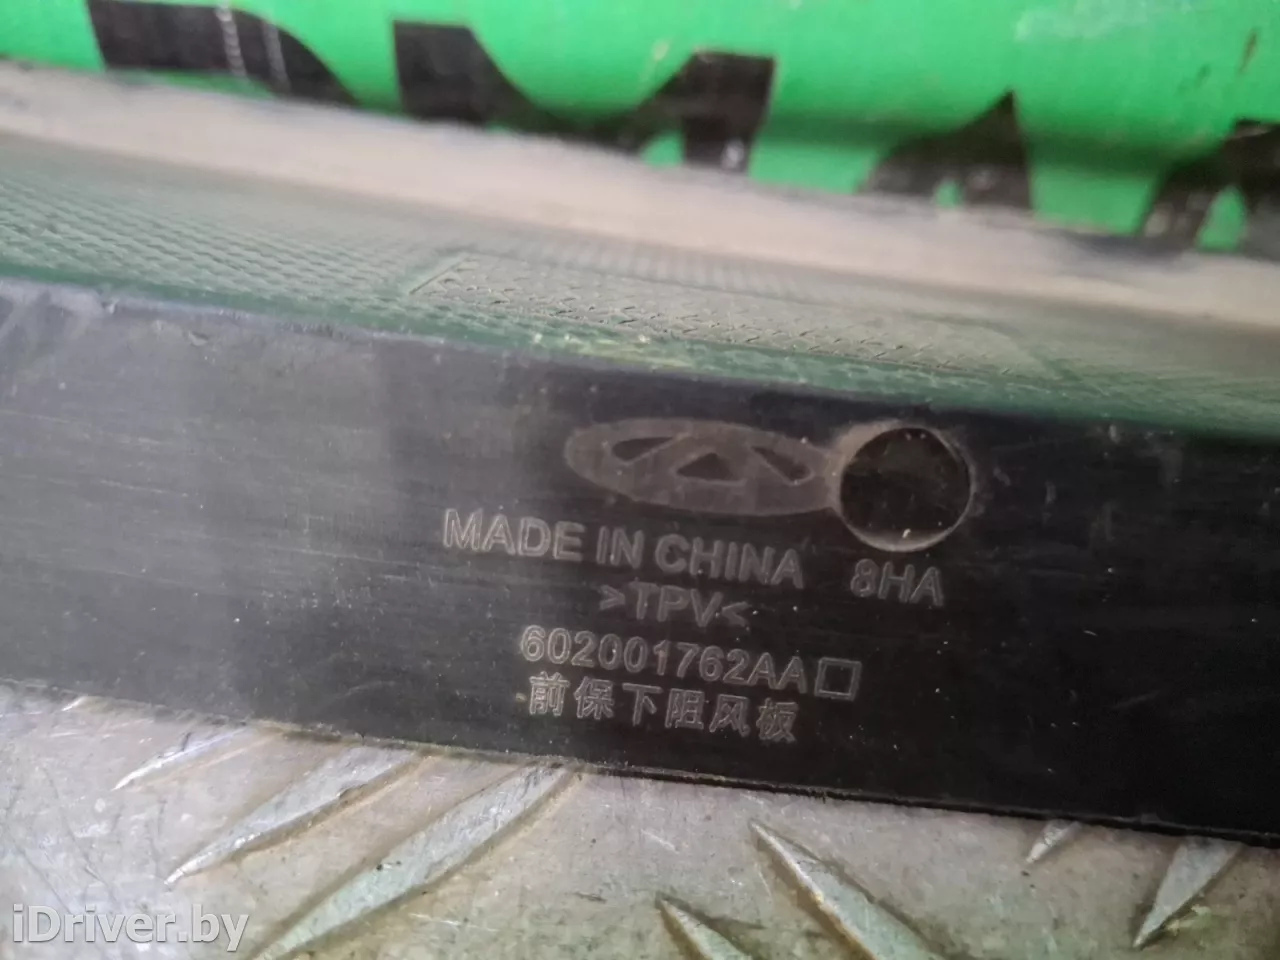 MADE IN CHINA 8HA
>TPV<
602001762AA□
前保下阻风板
iDriver.by